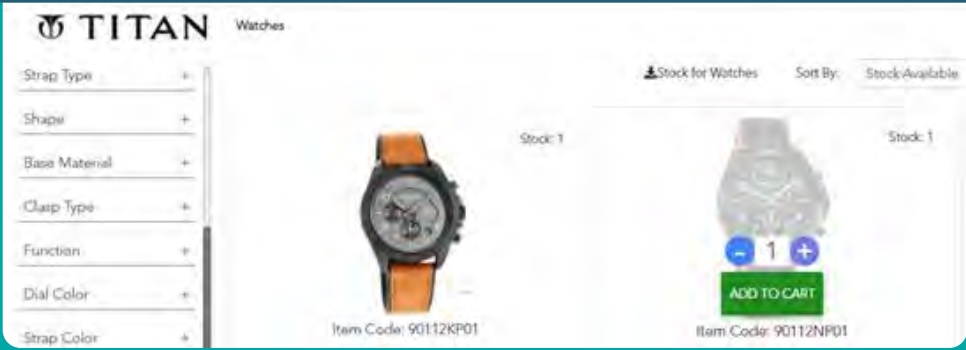 TITAN
Watches
Strap Type +
Shape +
Base Material +
Clasp Type +
Function +
Dial Color +
Strap Color +
Stock for Watches
Sort By:
Stock Available
Stock: 1
Item Code: 90112KP01
Stock: 1
- 1 +
ADD TO CART
Item Code: 90112NP01